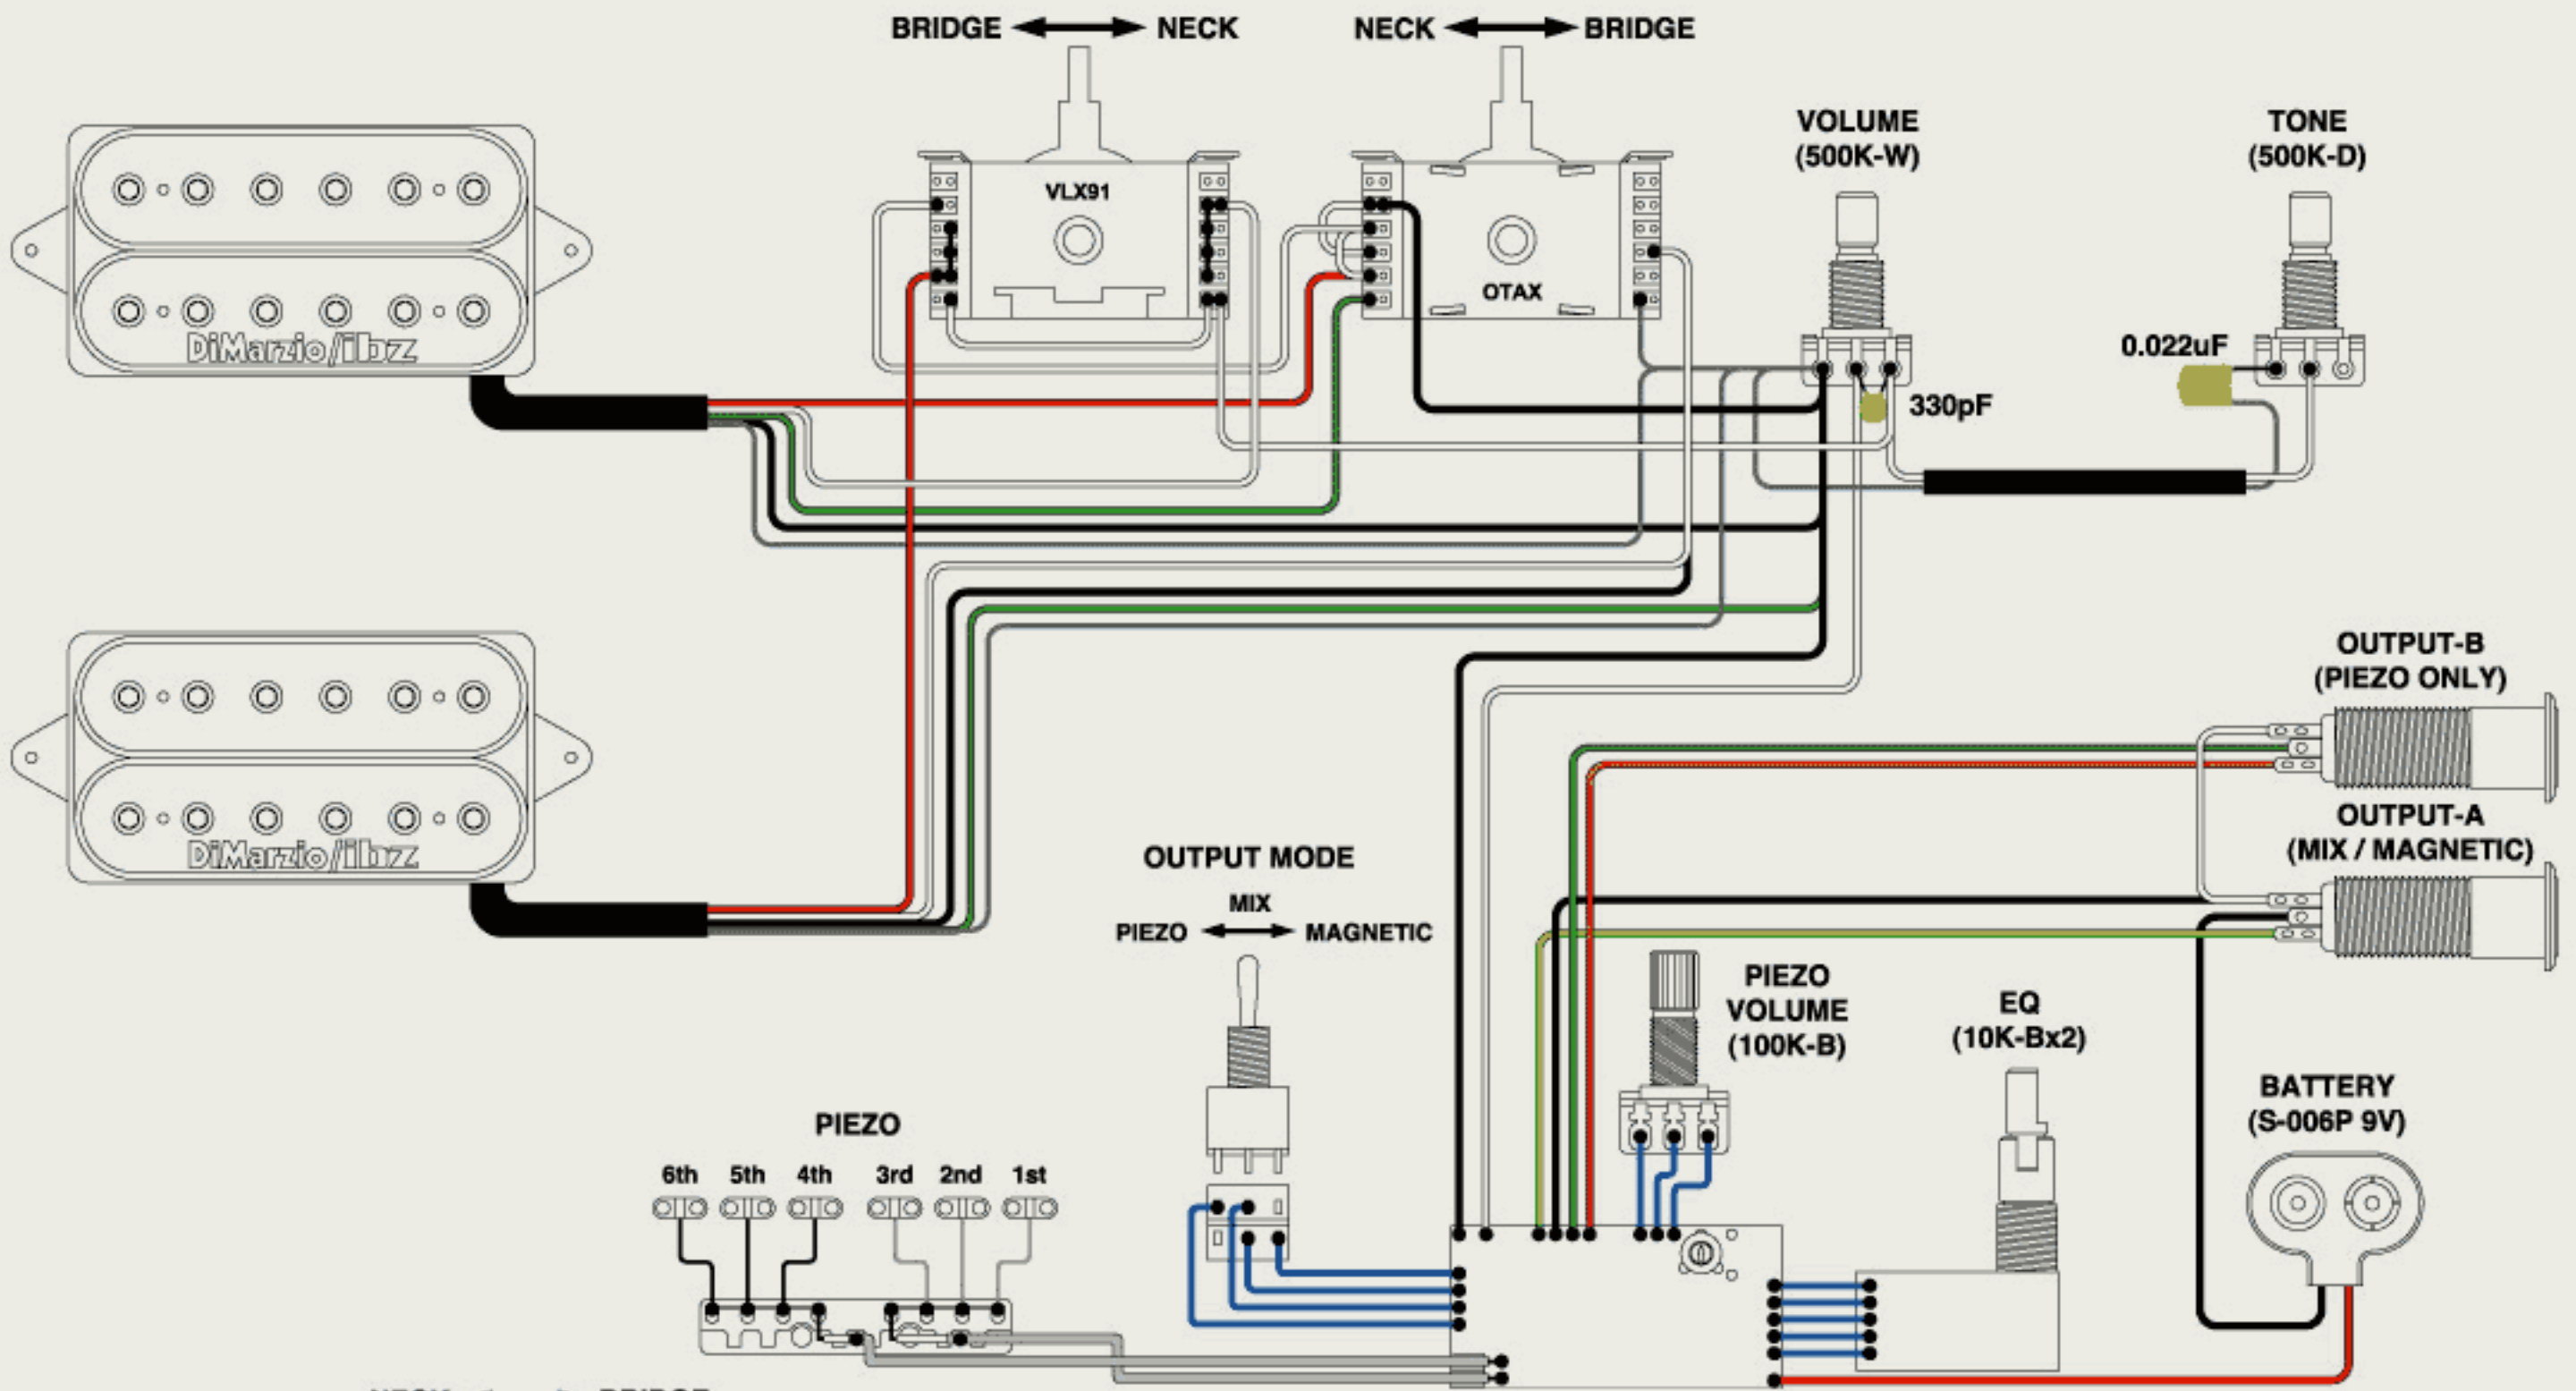 BRIDGE NECK
NECK BRIDGE
VLX91
OTAX
VOLUME
(500K-W)
TONE
(500K-D)
0.022uF
330pF
DiMarzio/ibz
DiMarzio/ibz
OUTPUT-B
(PIEZO ONLY)
OUTPUT-A
(MIX / MAGNETIC)
OUTPUT MODE
MIX
PIEZO MAGNETIC
PIEZO
VOLUME
(100K-B)
EQ
(10K-Bx2)
BATTERY
(S-006P 9V)
PIEZO
6th 5th 4th 3rd 2nd 1st